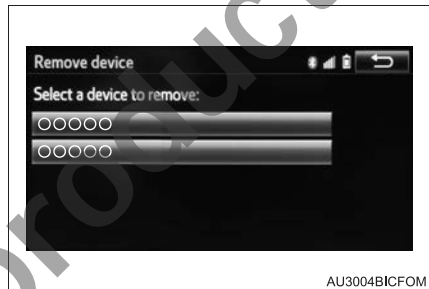 Remove device
Select a device to remove:
○○○○○
○○○○○
AU3004BICFOM